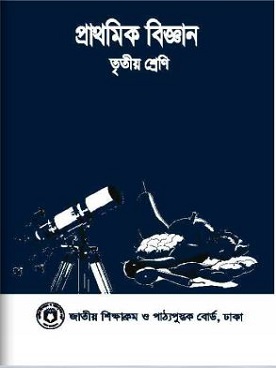 প্রাথমিক বিজ্ঞান
তৃতীয় শ্রেণি
জাতীয় শিক্ষাক্রম ও পাঠ্যপুস্তক বোর্ড, ঢাকা